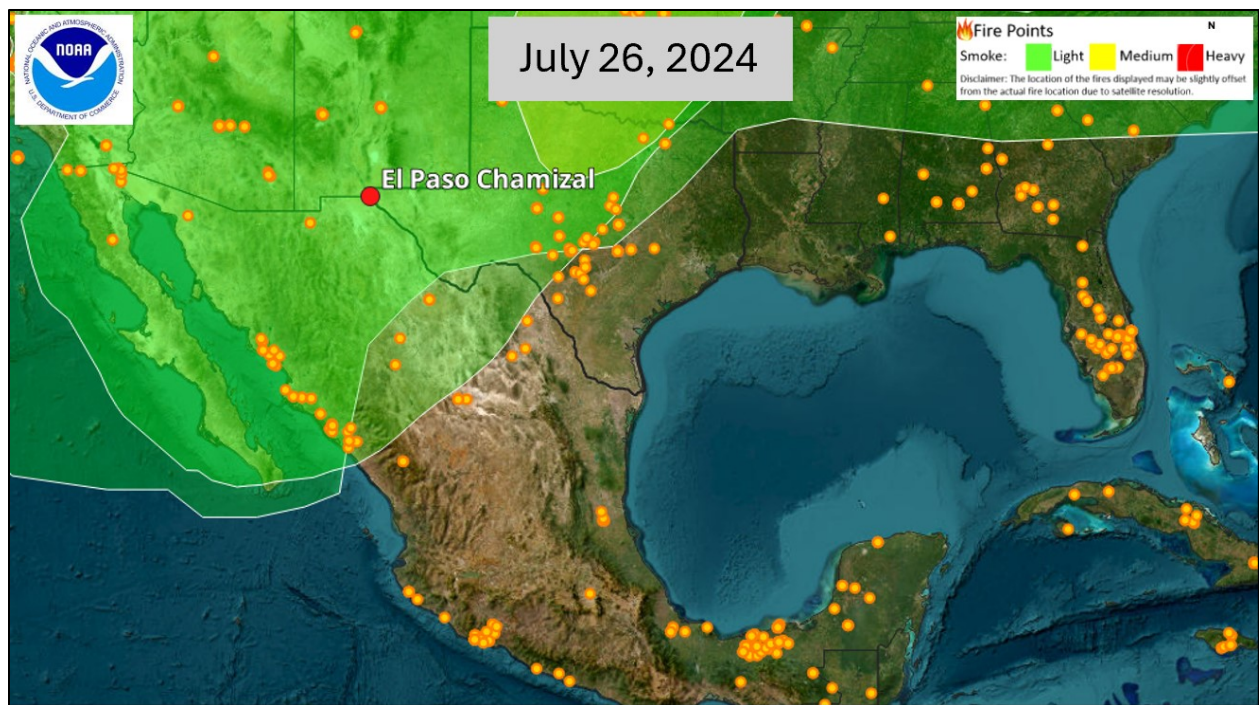 NATIONAL OCEANIC AND ATMOSPHERIC ADMINISTRATION
NOAA
U.S. DEPARTMENT OF COMMERCE
July 26, 2024
Fire Points
N
Smoke: Light Medium Heavy
Disclaimer: The location of the fires displayed may be slightly offset
from the actual fire location due to satellite resolution.
El Paso Chamizal